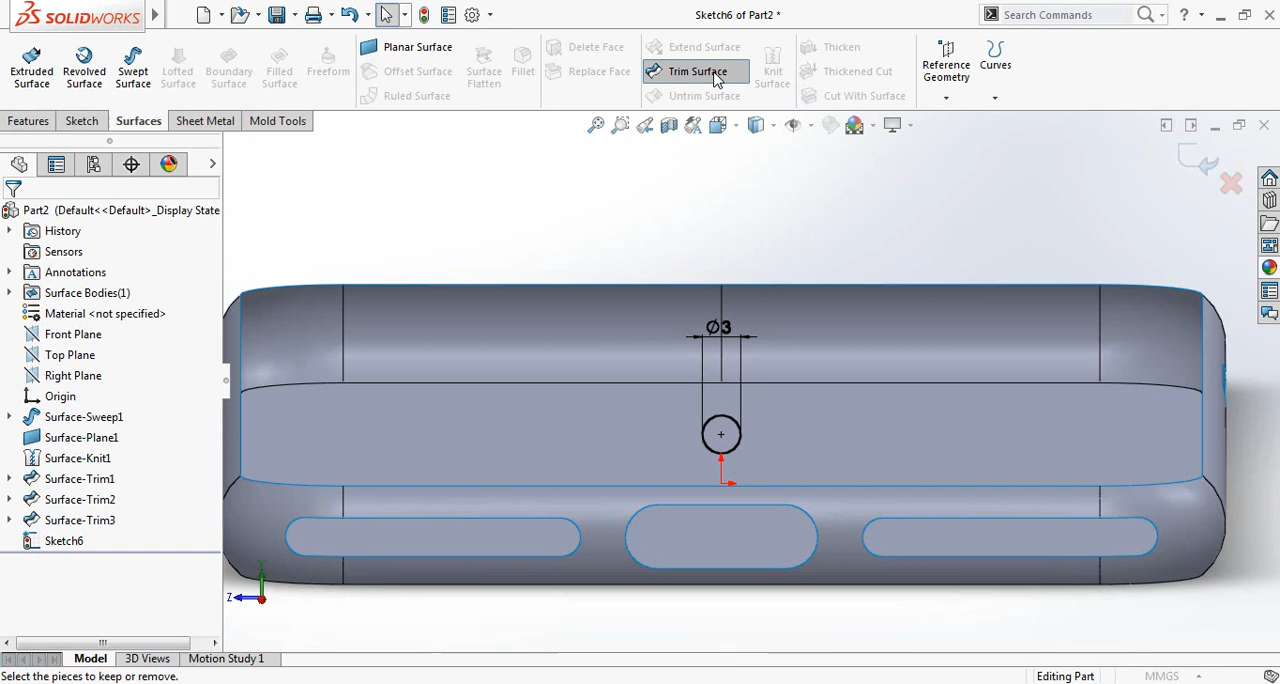 SOLIDWORKS
Sketch6 of Part2 *
Search Commands
?
Extruded Surface
Revolved Surface
Swept Surface
Lofted Surface
Boundary Surface
Filled Surface
Freeform
Planar Surface
Offset Surface
Ruled Surface
Surface Flatten
Fillet
Delete Face
Replace Face
Extend Surface
Trim Surface
Untrim Surface
Knit Surface
Thicken
Thickened Cut
Cut With Surface
Reference Geometry
Curves
Features
Sketch
Surfaces
Sheet Metal
Mold Tools
Part2 (Default<<Default>_Display State
History
Sensors
Annotations
Surface Bodies(1)
Material <not specified>
Front Plane
Top Plane
Right Plane
Origin
Surface-Sweep1
Surface-Plane1
Surface-Knit1
Surface-Trim1
Surface-Trim2
Surface-Trim3
Sketch6
Ø3
Z
Model
3D Views
Motion Study 1
Select the pieces to keep or remove.
Editing Part
MMGS